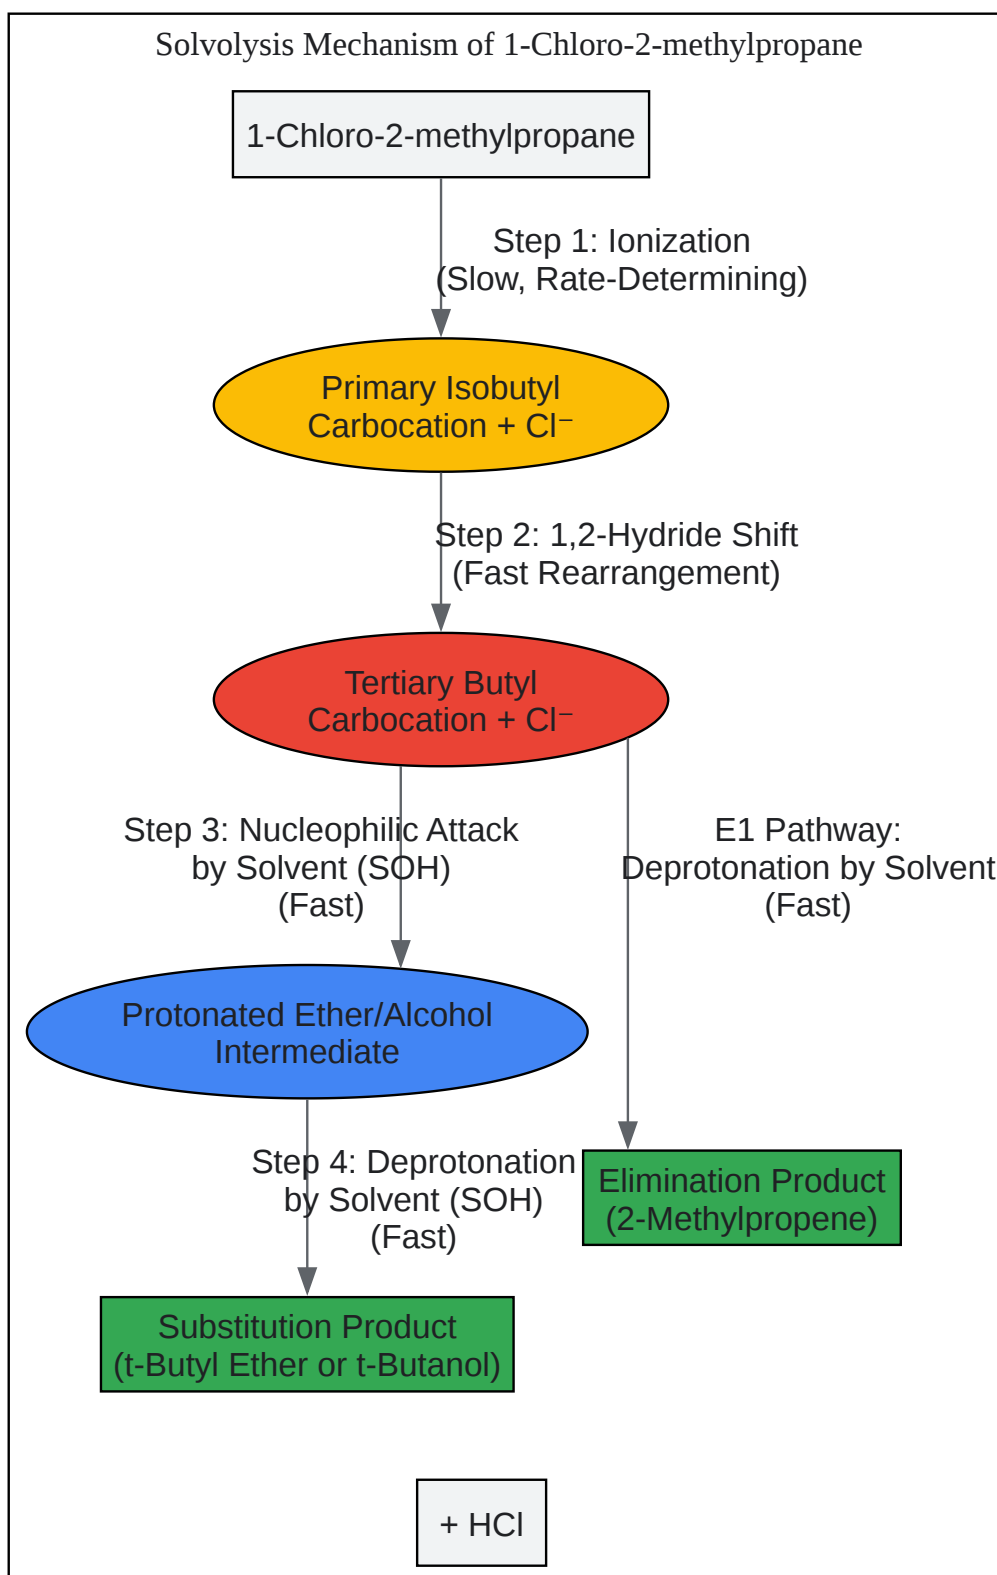 Solvolysis Mechanism of 1-Chloro-2-methylpropane
1-Chloro-2-methylpropane
Step 1: Ionization
(Slow, Rate-Determining)
Primary Isobutyl
Carbocation + Cl⁻
Step 2: 1,2-Hydride Shift
(Fast Rearrangement)
Tertiary Butyl
Carbocation + Cl⁻
Step 3: Nucleophilic Attack
by Solvent (SOH)
(Fast)
E1 Pathway:
Deprotonation by Solvent
(Fast)
Protonated Ether/Alcohol
Intermediate
Step 4: Deprotonation
by Solvent (SOH)
(Fast)
Elimination Product
(2-Methylpropene)
Substitution Product
(t-Butyl Ether or t-Butanol)
+ HCl